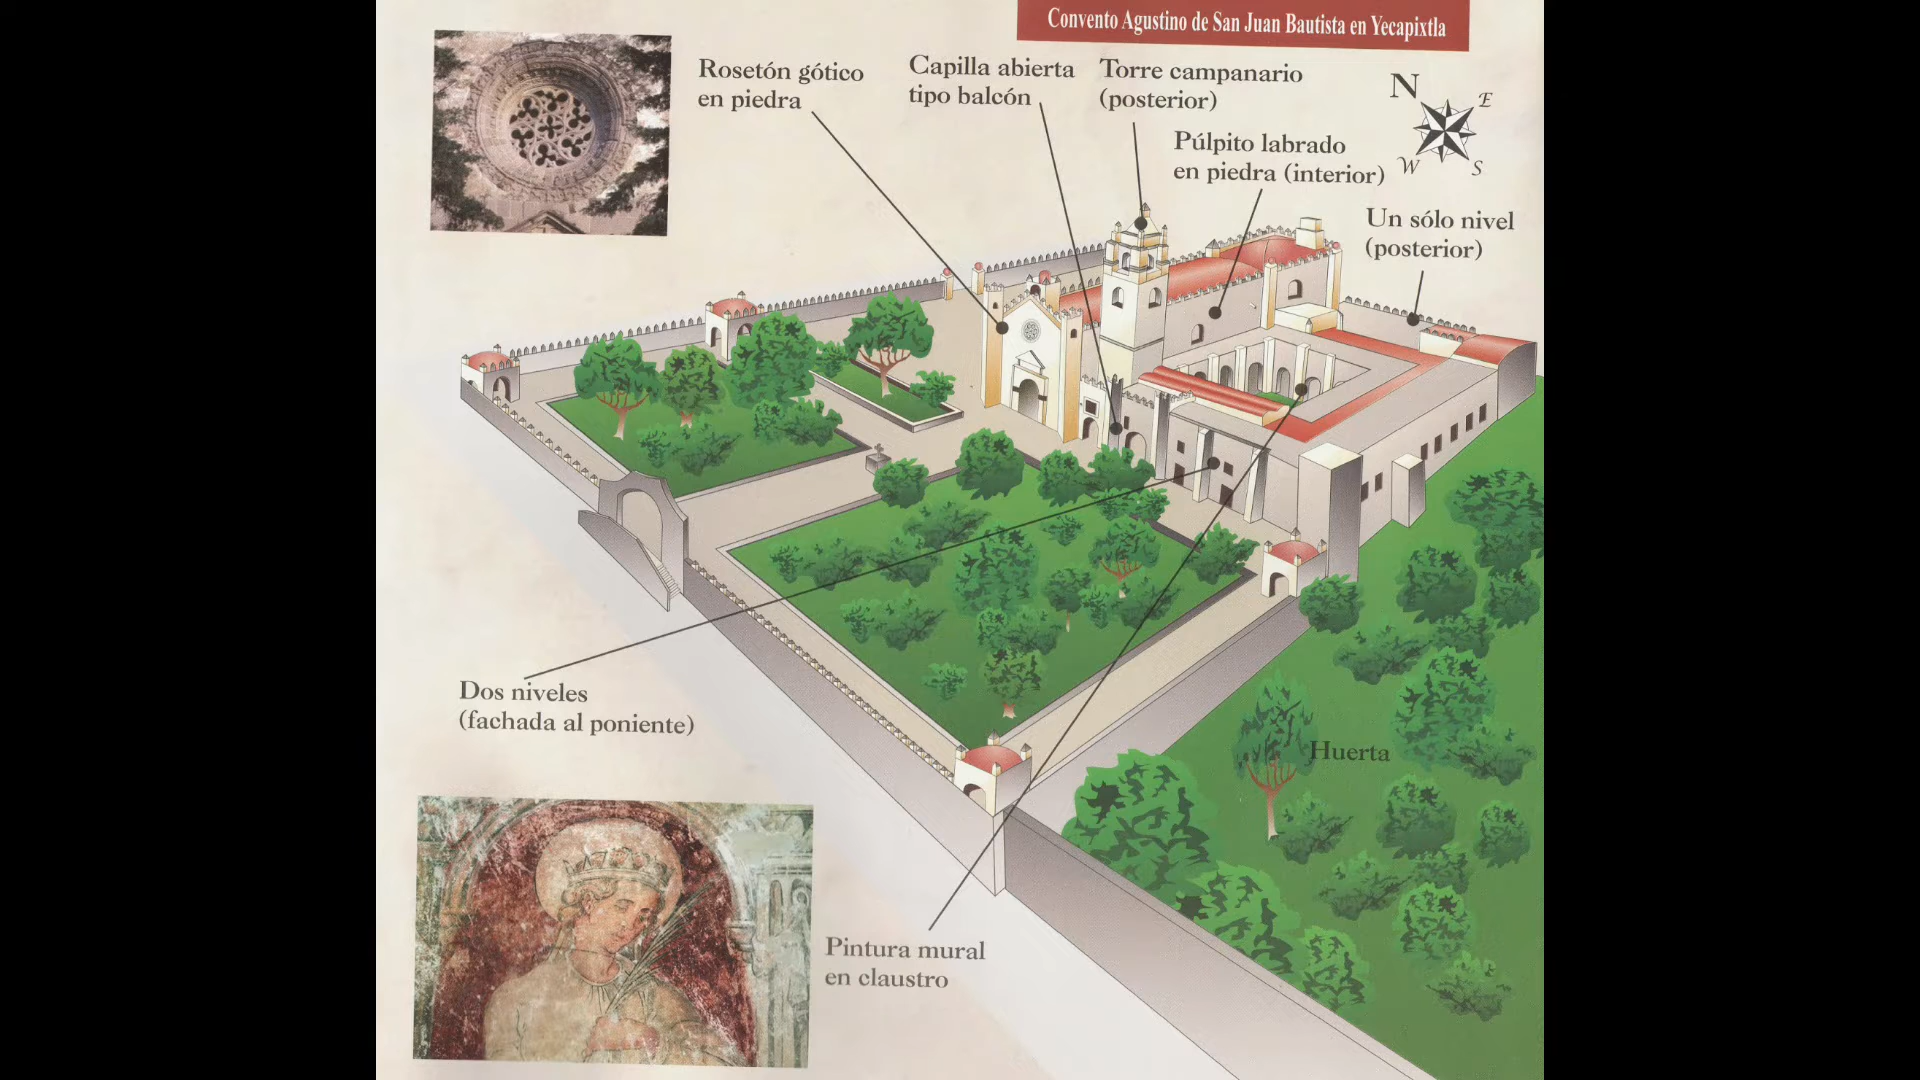 Convento Agustino de San Juan Bautista en Yecapixtla
Rosetón gótico
en piedra
Capilla abierta
tipo balcón
Torre campanario
(posterior)
N
E
W
S
Púlpito labrado
en piedra (interior)
Un sólo nivel
(posterior)
Dos niveles
(fachada al poniente)
Huerta
Pintura mural
en claustro